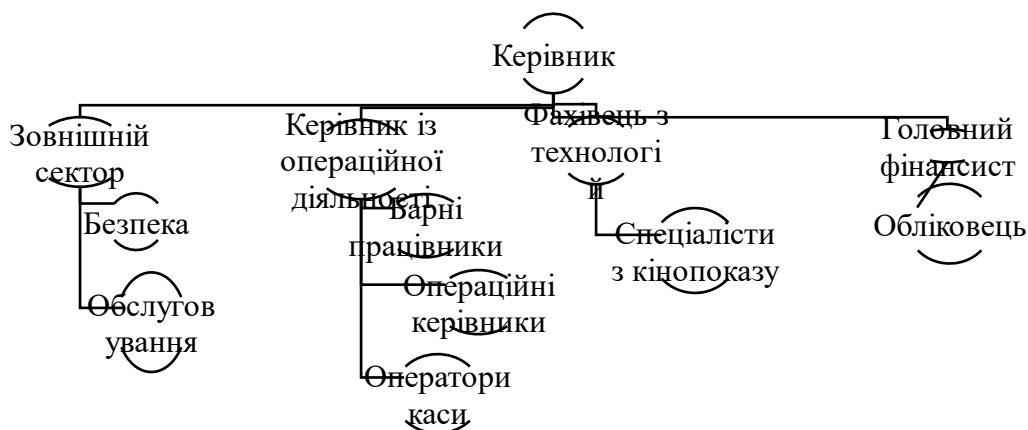 Керівник
Зовнішній
сектор
Безпека
Обслугов
ування
Керівник із
операційної
діяльності
Барні
працівники
Операційні
керівники
Оператори
каси
Фахівець з
технологі
й
Спеціалісти
з кінопоказу
Головний
фінансист
Обліковець